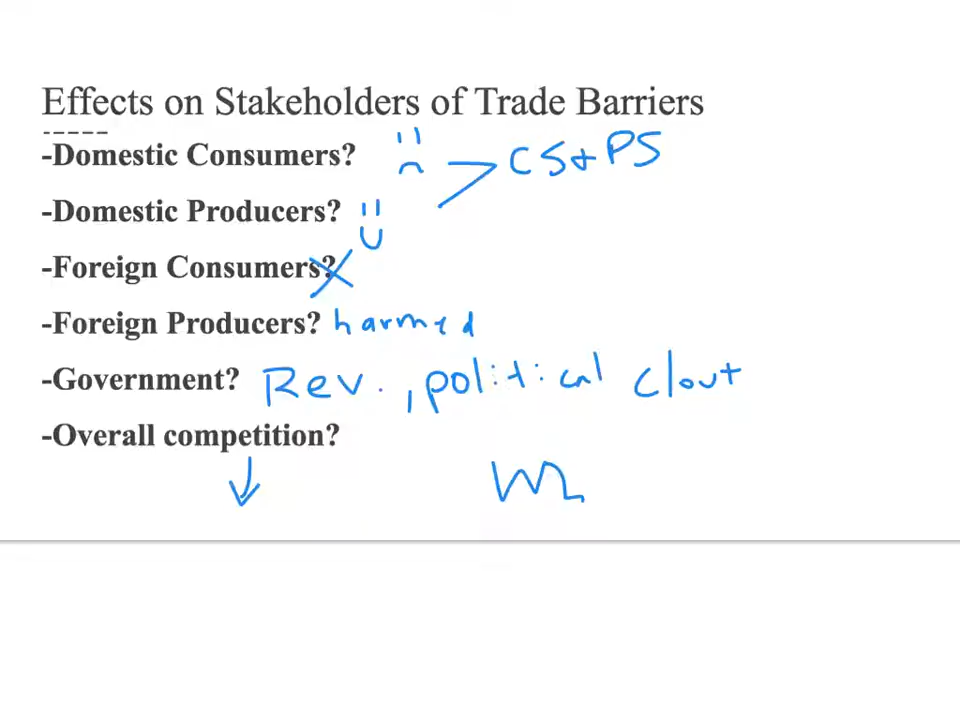 Effects on Stakeholders of Trade Barriers
-----
-Domestic Consumers? CS + PS
-Domestic Producers?
-Foreign Consumers?
-Foreign Producers? harmed
-Government? Rev., political clout
-Overall competition?